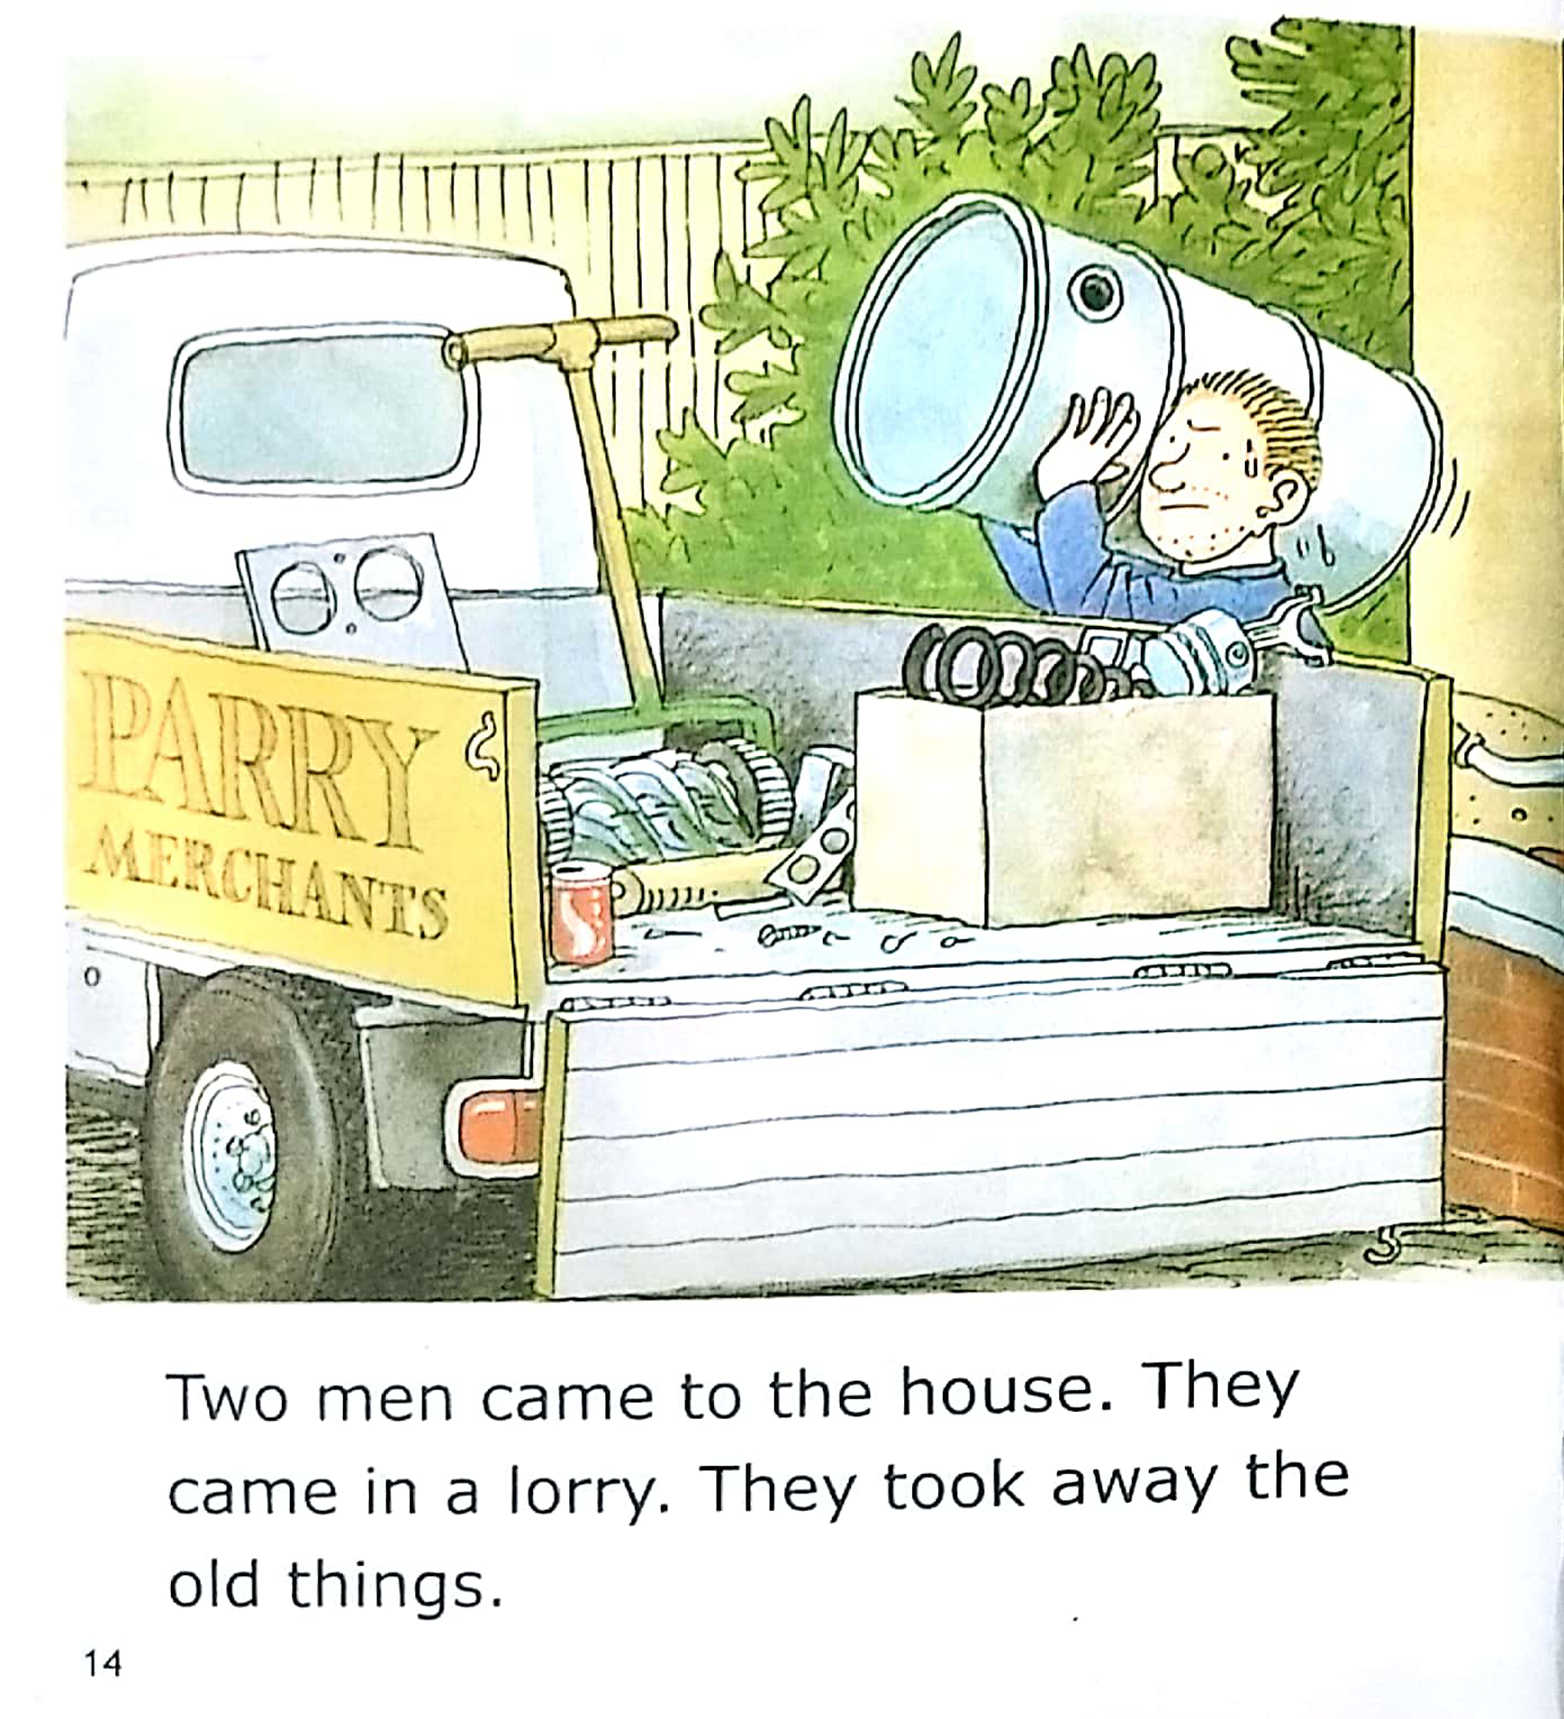 PARRY
MERCHANTS
Two men came to the house. They
came in a lorry. They took away the
old things.
14